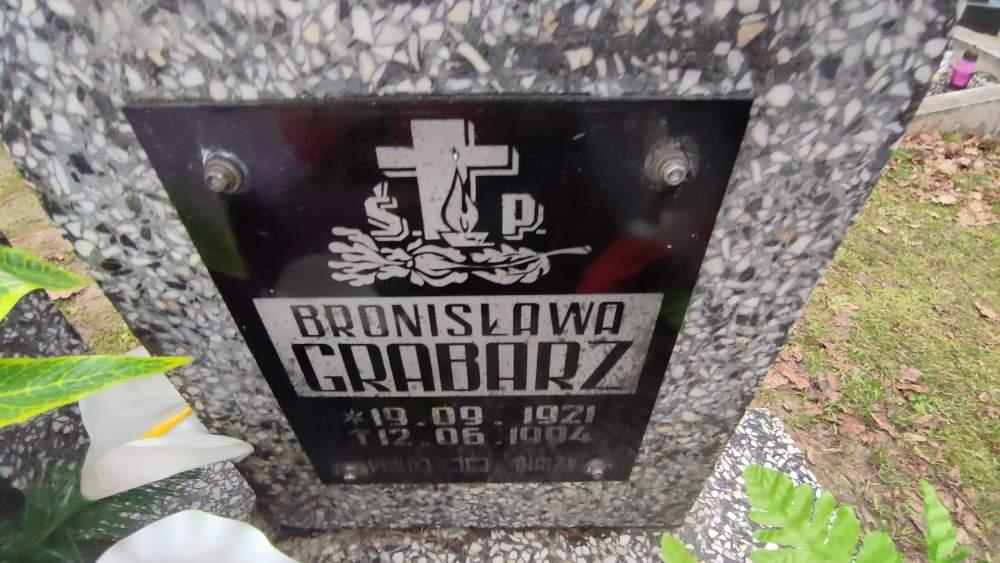 Ś. P.
BRONISŁAWA
GRABARZ
*19.09.1921
†12.06.1994